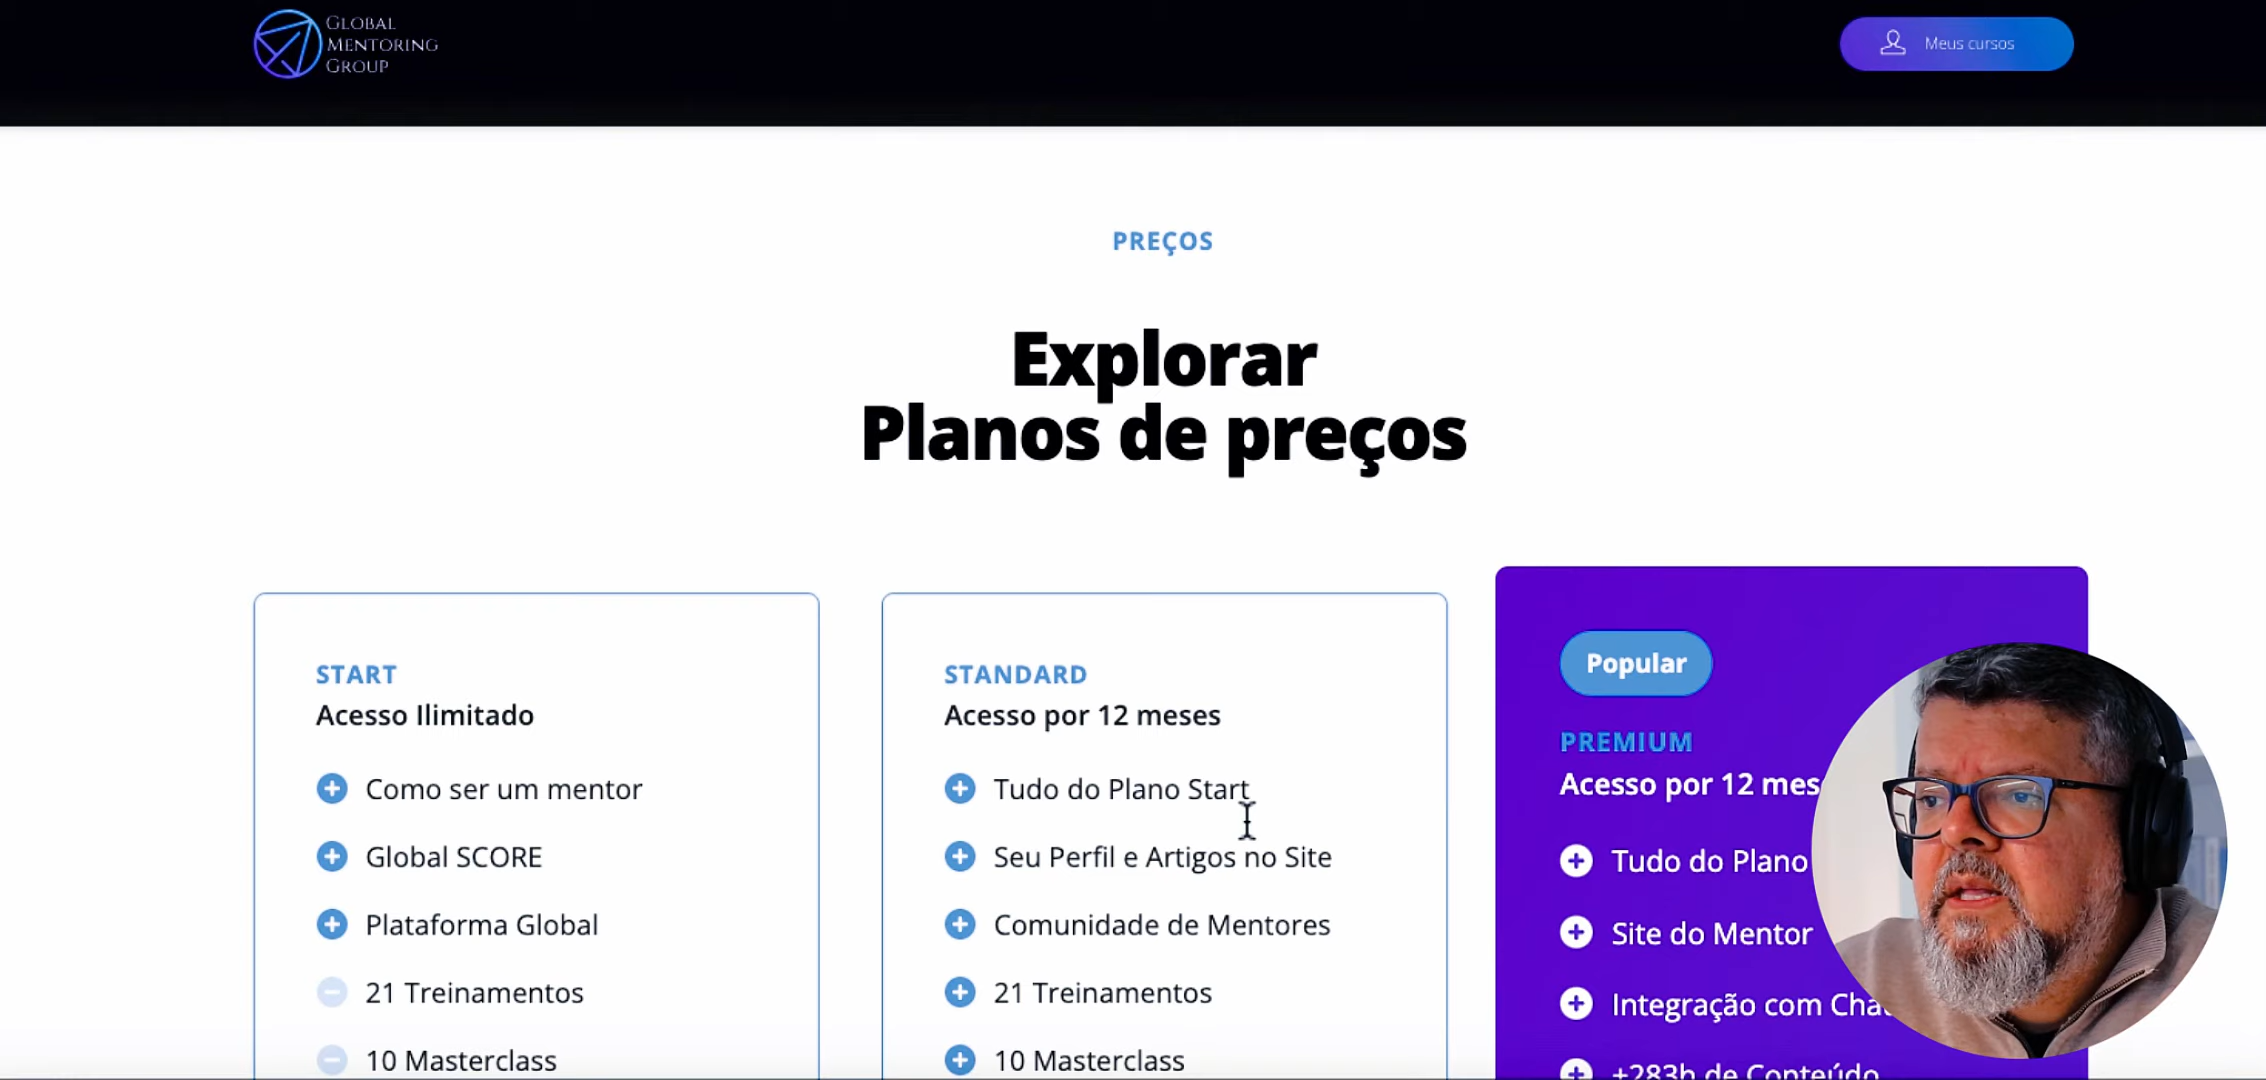 GLOBAL
MENTORING
GROUP
Meus cursos
PREÇOS
Explorar
Planos de preços
START
Acesso Ilimitado
Como ser um mentor
Global SCORE
Plataforma Global
21 Treinamentos
10 Masterclass
STANDARD
Acesso por 12 meses
Tudo do Plano Start
Seu Perfil e Artigos no Site
Comunidade de Mentores
21 Treinamentos
10 Masterclass
Popular
PREMIUM
Acesso por 12
Tudo do Plano
Site do Mentor
Integração com
+283h de Conteúdo